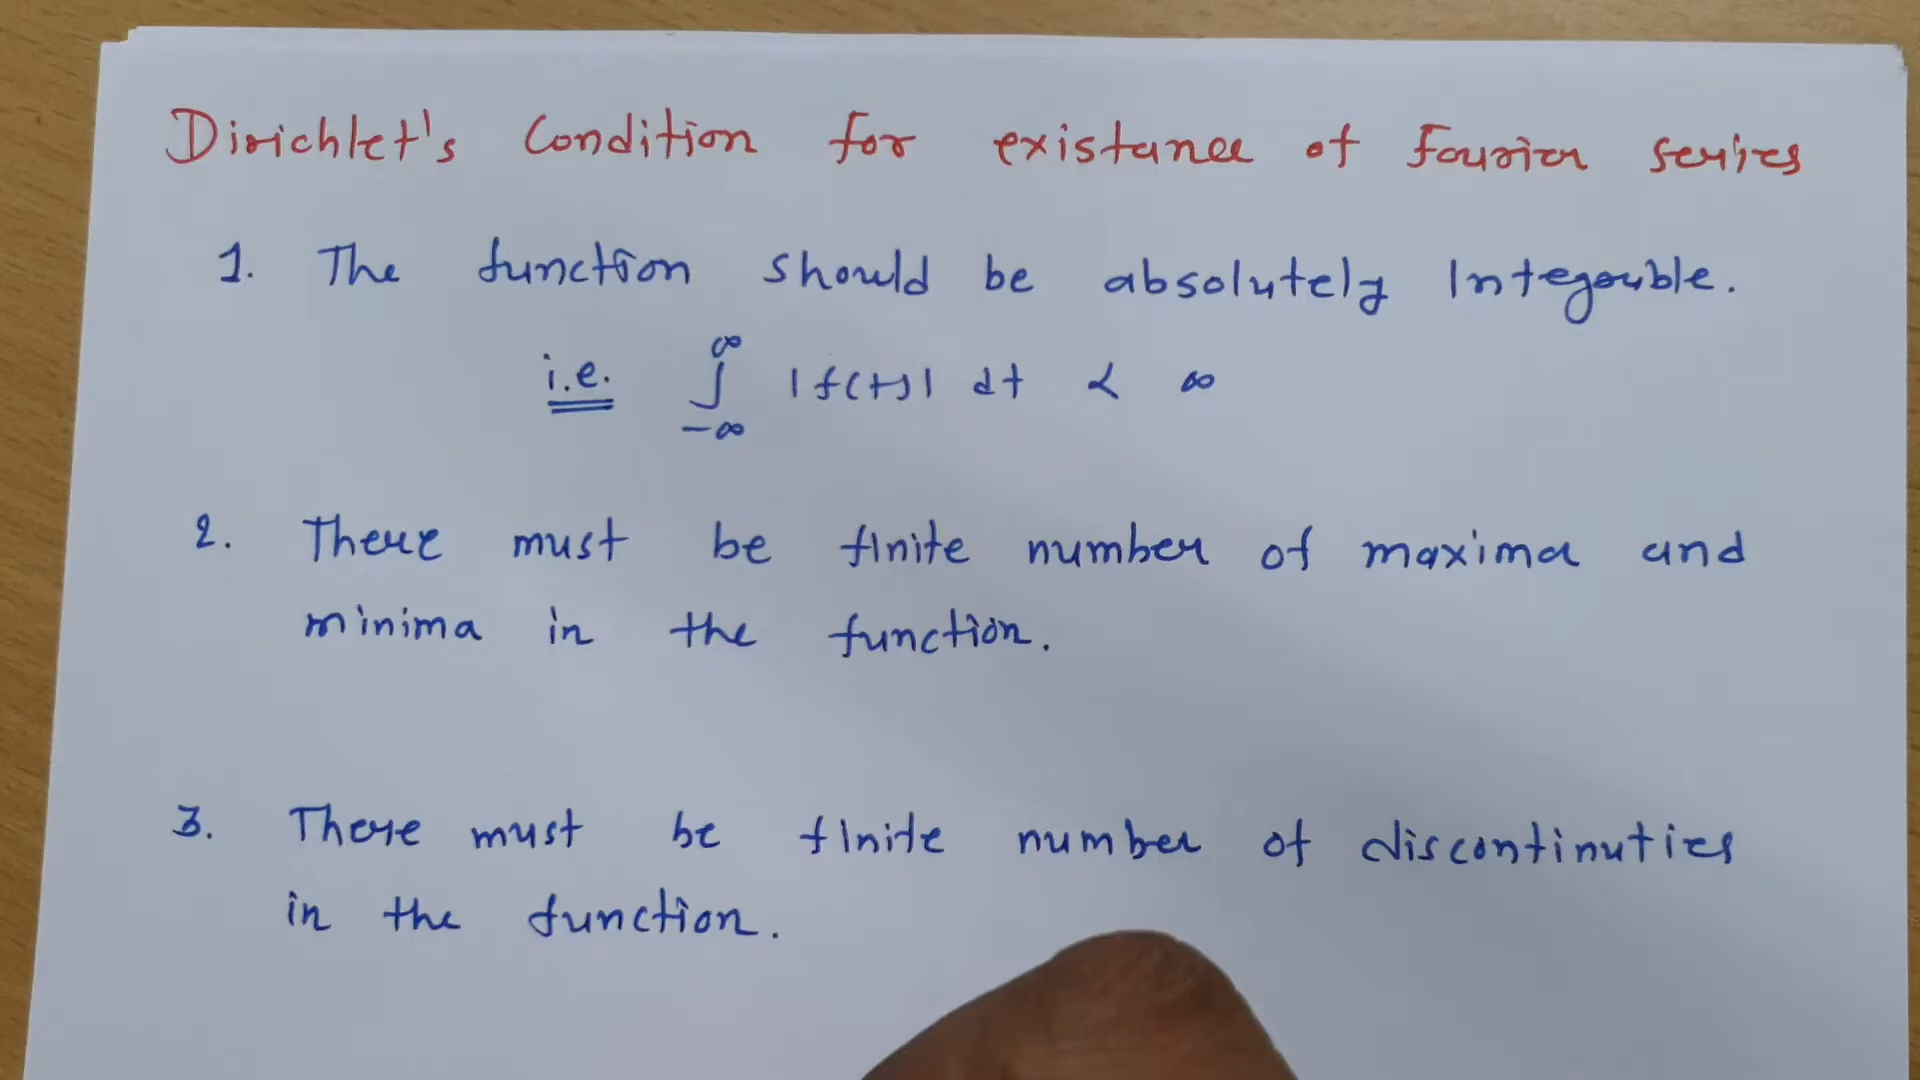 Dirichlet's Condition for existance of Fourier series
1. The function should be absolutely Integrable.
i.e. ∫_{-∞}^{∞} |f(t)| dt < ∞
2. There must be finite number of maxima and
minima in the function.
3. There must be finite number of discontinuties
in the function.